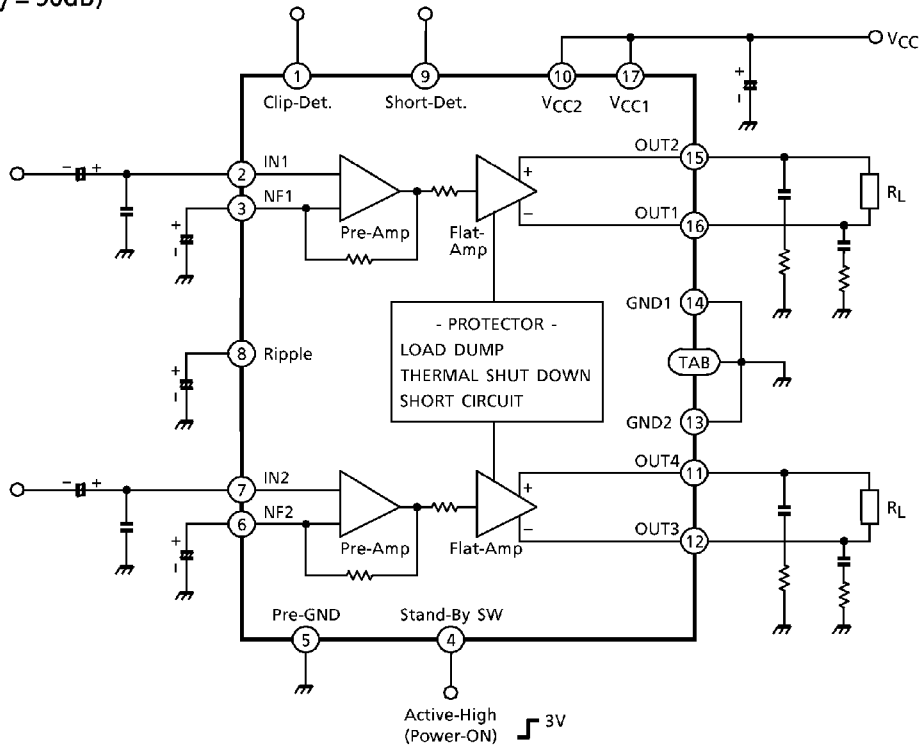 y = 50dB)
1
9
10
17
VCC
Clip-Det.
Short-Det.
VCC2
VCC1
+
-
OUT2
15
- +
2
IN1
+
RL
3
NF1
OUT1
16
-
+
-
Pre-Amp
Flat-
Amp
GND1
14
- PROTECTOR -
LOAD DUMP
THERMAL SHUT DOWN
SHORT CIRCUIT
8
Ripple
+
-
TAB
GND2
13
OUT4
11
- +
7
IN2
+
RL
6
NF2
OUT3
12
-
+
-
Pre-Amp
Flat-Amp
Pre-GND
Stand-By SW
5
4
Active-High
(Power-ON)
3V